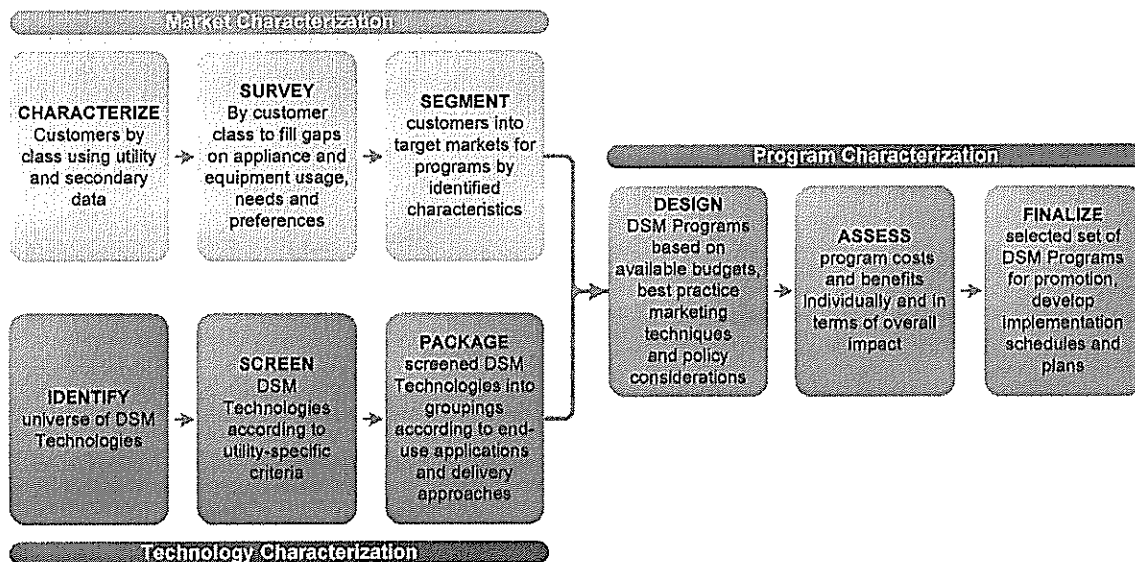 Market Characterization
CHARACTERIZE
Customers by
class using utility
and secondary
data
SURVEY
By customer
class to fill gaps
on appliance and
equipment usage,
needs and
preferences
SEGMENT
customers into
target markets for
programs by
identified
characteristics
IDENTIFY
universe of DSM
Technologies
SCREEN
DSM
Technologies
according to
utility-specific
criteria
PACKAGE
screened DSM
Technologies into
groupings
according to end-
use applications
and delivery
approaches
Technology Characterization
Program Characterization
DESIGN
DSM Programs
based on
available budgets,
best practice
marketing
techniques
and policy
considerations
ASSESS
program costs
and benefits
individually and in
terms of overall
impact
FINALIZE
selected set of
DSM Programs
for promotion,
develop
implementation
schedules and
plans